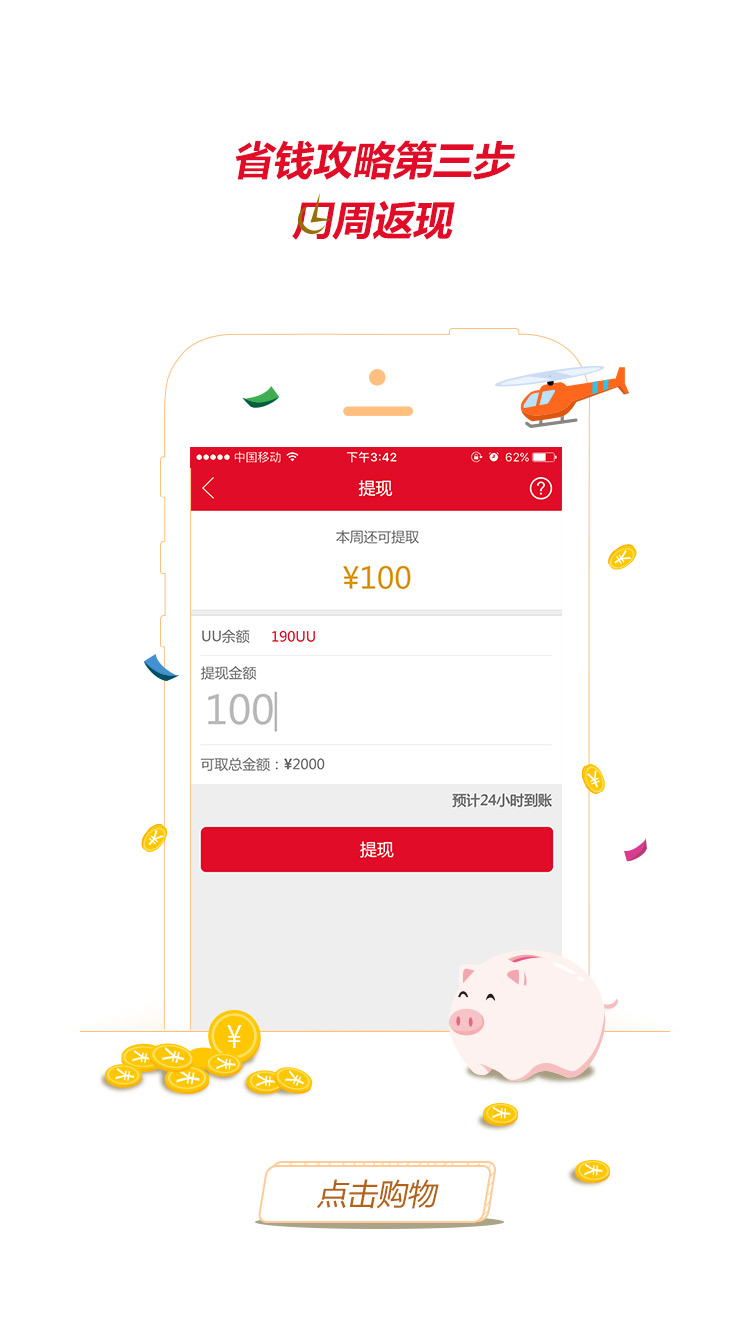 省钱攻略第三步
周返现
中国移动 下午3:42 62%
提现 ?
本周还可提取
¥100
UU余额 190UU
提现金额
100
可取总金额：¥2000
预计24小时到账
提现
点击购物